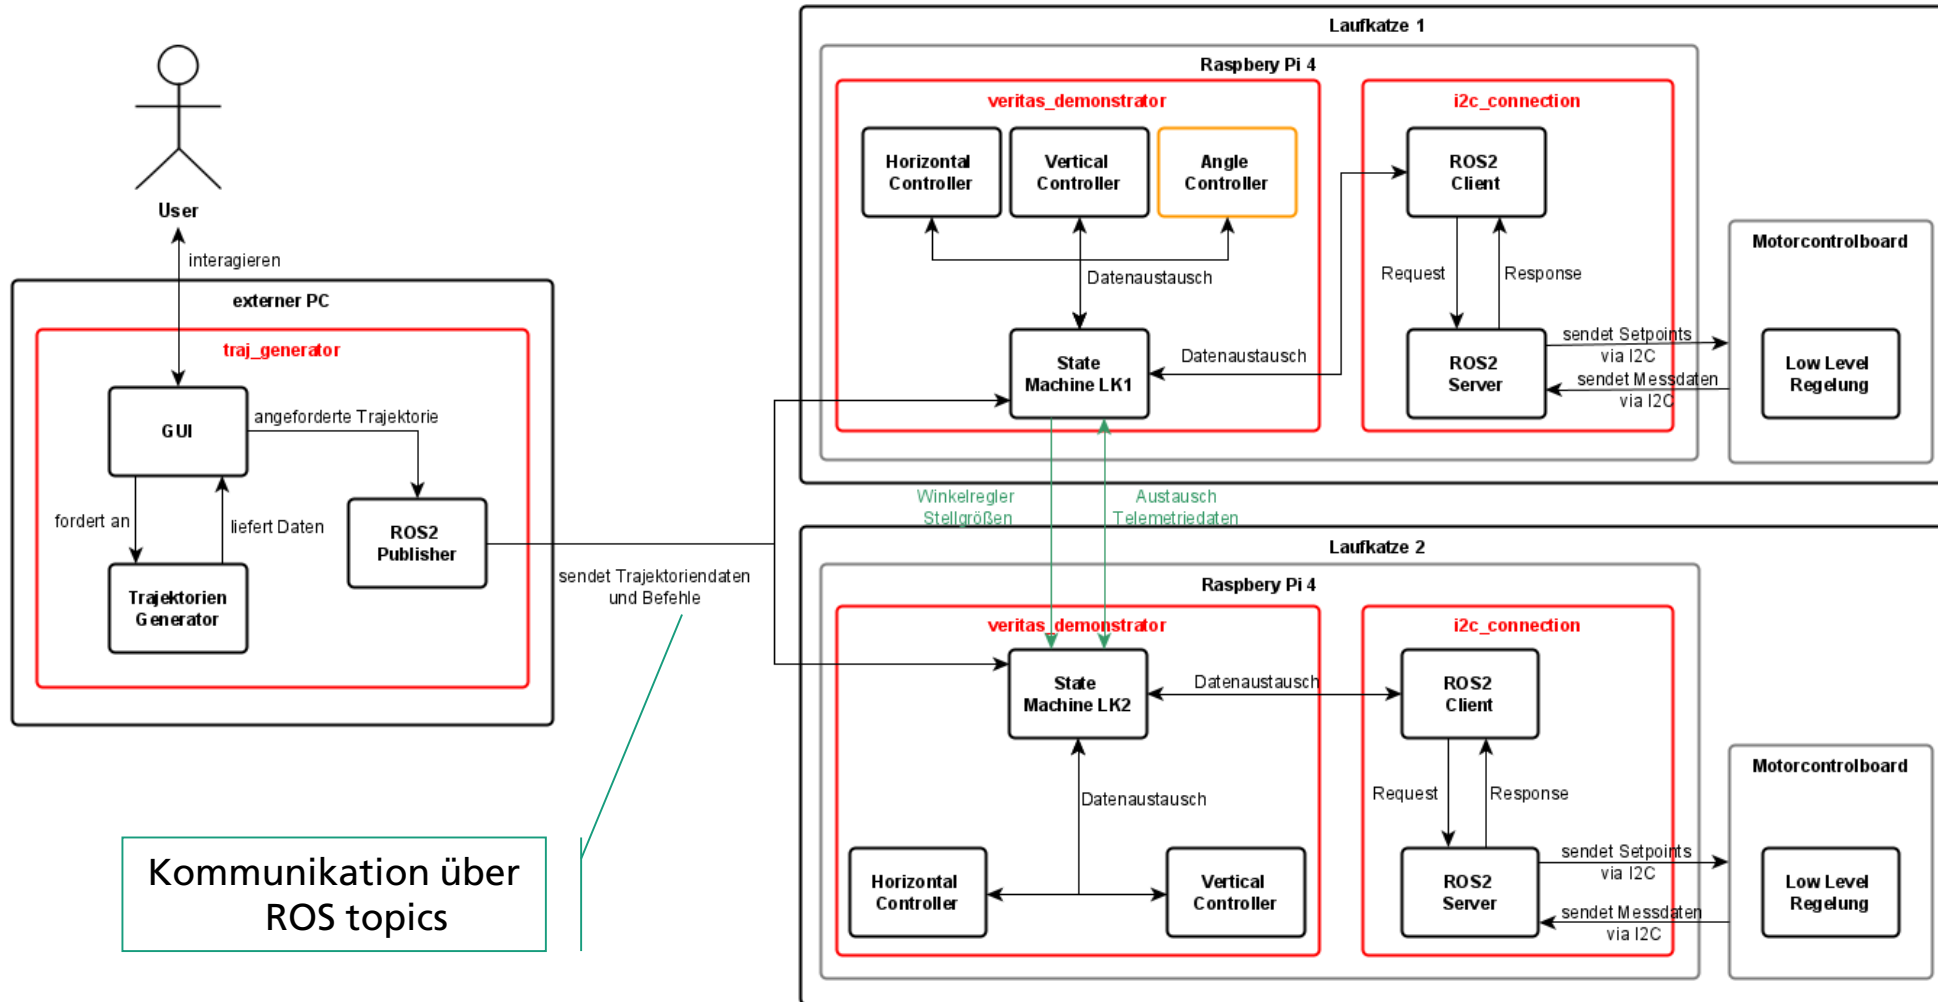 User
interagieren
externer PC
traj_generator
GUI
angeforderte Trajektorie
fordert an
liefert Daten
ROS2
Publisher
Trajektorien
Generator
sendet Trajektoriendaten
und Befehle
Kommunikation über
ROS topics
Laufkatze 1
Raspbery Pi 4
veritas_demonstrator
Horizontal
Controller
Vertical
Controller
Angle
Controller
Datenaustausch
State
Machine LK1
Datenaustausch
i2c_connection
ROS2
Client
Request
Response
ROS2
Server
sendet Setpoints
via I2C
sendet Messdaten
via I2C
Motorcontrolboard
Low Level
Regelung
Winkelregler
Stellgrößen
Austausch
Telemetriedaten
Laufkatze 2
Raspbery Pi 4
veritas_demonstrator
State
Machine LK2
Datenaustausch
Datenaustausch
Horizontal
Controller
Vertical
Controller
i2c_connection
ROS2
Client
Request
Response
ROS2
Server
sendet Setpoints
via I2C
sendet Messdaten
via I2C
Motorcontrolboard
Low Level
Regelung